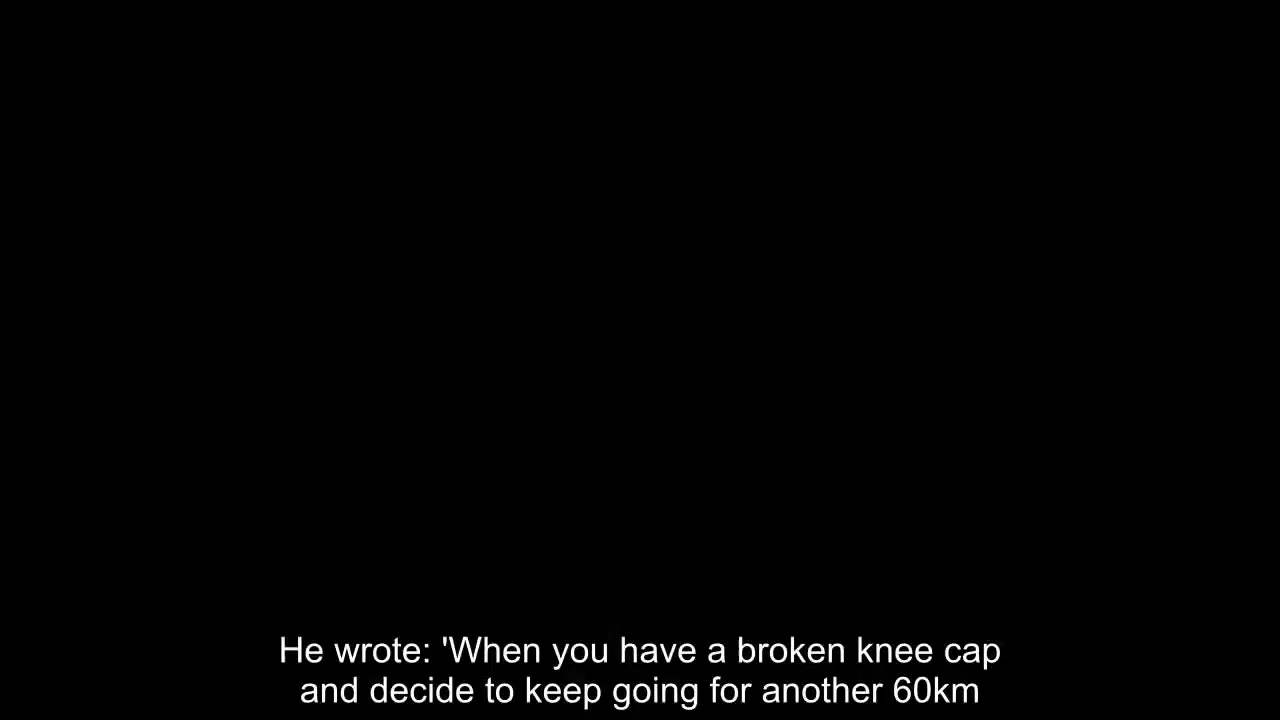 He wrote: 'When you have a broken knee cap
and decide to keep going for another 60km